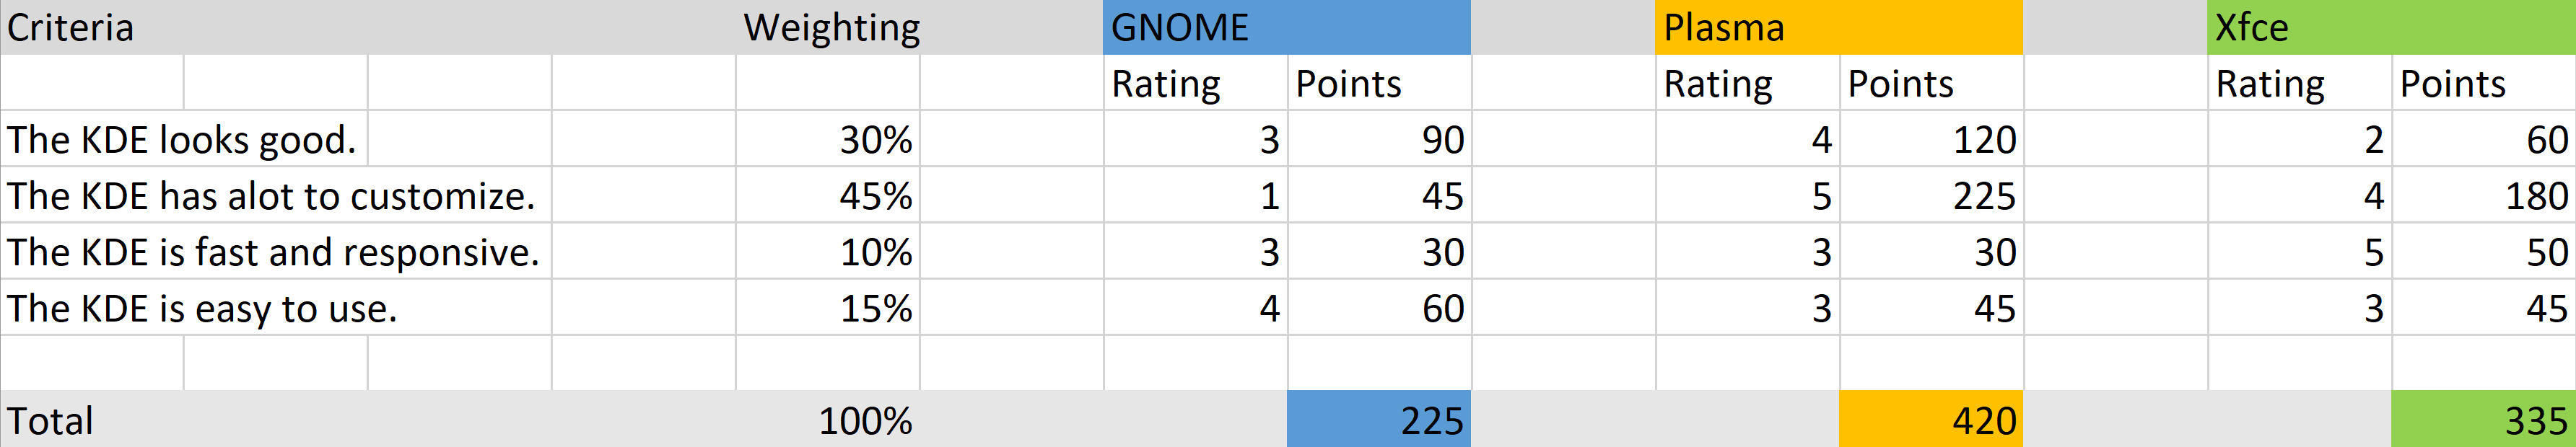 Criteria Weighting GNOME Plasma Xfce
Rating Points Rating Points Rating Points
The KDE looks good. 30% 3 90 4 120 2 60
The KDE has alot to customize. 45% 1 45 5 225 4 180
The KDE is fast and responsive. 10% 3 30 3 30 5 50
The KDE is easy to use. 15% 4 60 3 45 3 45
Total 100% 225 420 335